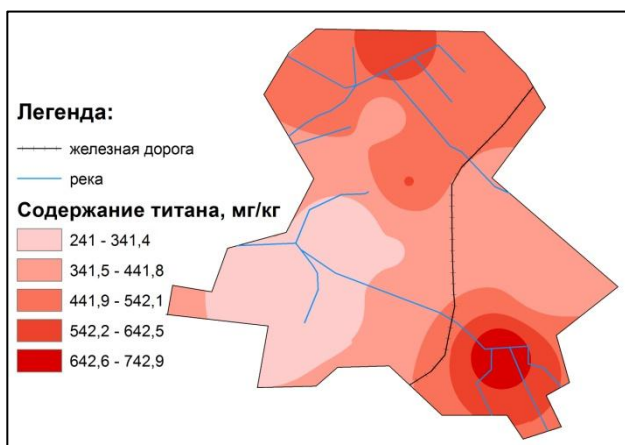 Легенда:
железная дорога
река
Содержание титана, мг/кг
241 - 341,4
341,5 - 441,8
441,9 - 542,1
542,2 - 642,5
642,6 - 742,9